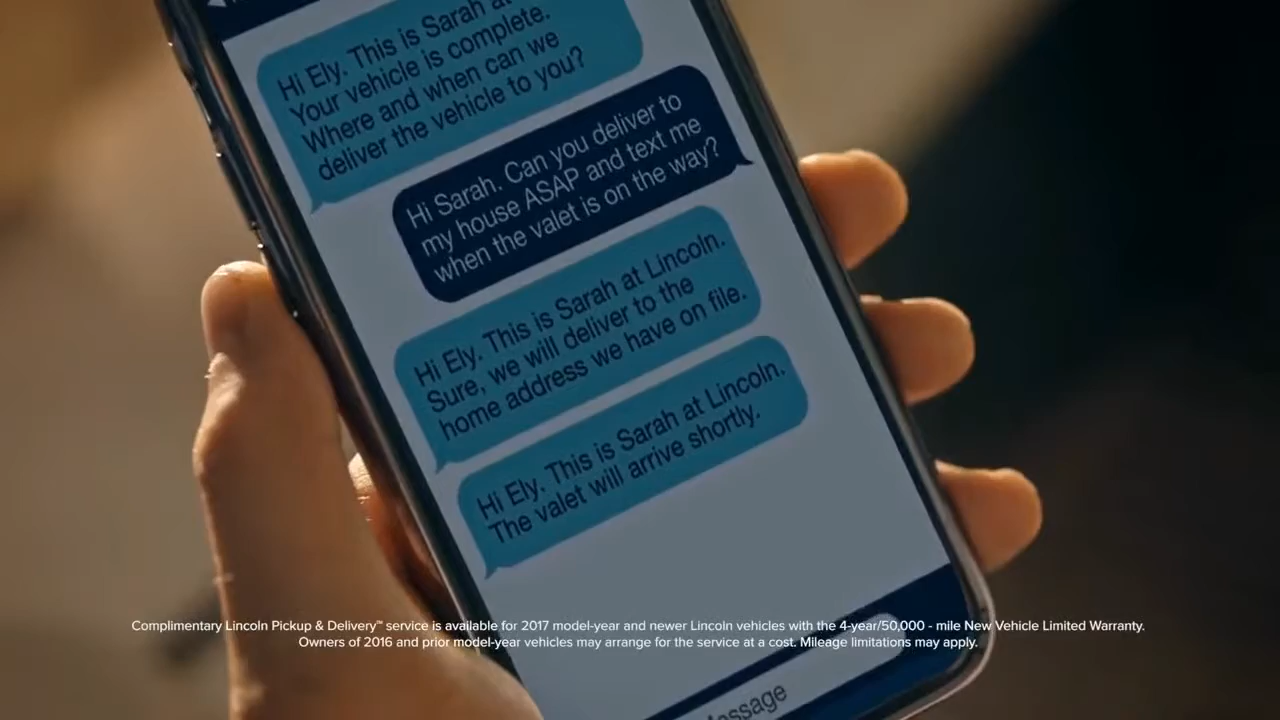 Hi Ely. This is Sarah at
Your vehicle is complete.
Where and when can we
deliver the vehicle to you?
Hi Sarah. Can you deliver to
my house ASAP and text me
when the valet is on the way?
Hi Ely. This is Sarah at Lincoln.
Sure, we will deliver to the
home address we have on file.
Hi Ely. This is Sarah at Lincoln.
The valet will arrive shortly.
Complimentary Lincoln Pickup & Delivery™ service is available for 2017 model-year and newer Lincoln vehicles with the 4-year/50,000 - mile New Vehicle Limited Warranty.
Owners of 2016 and prior model-year vehicles may arrange for the service at a cost. Mileage limitations may apply.